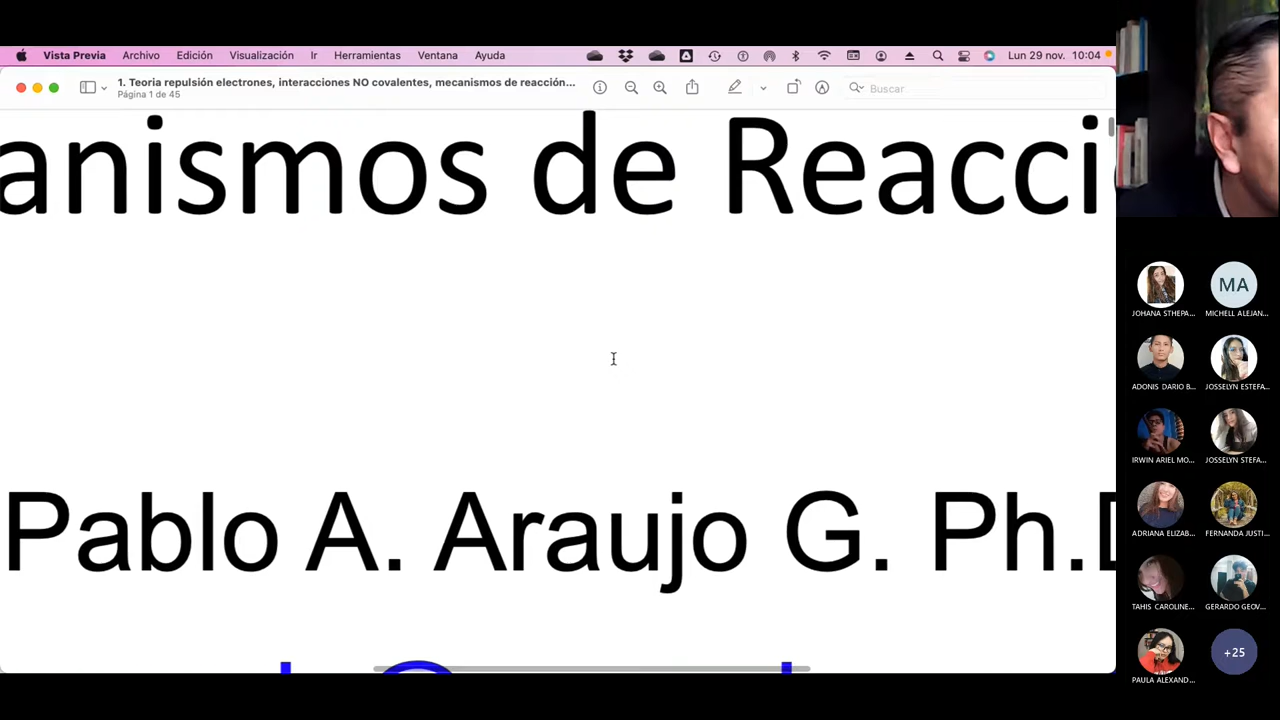 Vista Previa Archivo Edición Visualización Ir Herramientas Ventana Ayuda Lun 29 nov. 10:04
1. Teoria repulsión electrones, interacciones NO covalentes, mecanismos de reacción...
Página 1 de 45
Buscar
anismos de Reacci
Pablo A. Araujo G. Ph.D
JOHANA STHEPA...
MA
MICHELL ALEJAN...
ADONIS DARIO B...
JOSSELYN ESTEFA...
IRWIN ARIEL MO...
JOSSELYN STEFA...
ADRIANA ELIZAB...
FERNANDA JUSTI...
TAHIS CAROLINE...
GERARDO GEOV...
PAULA ALEXAND...
+25